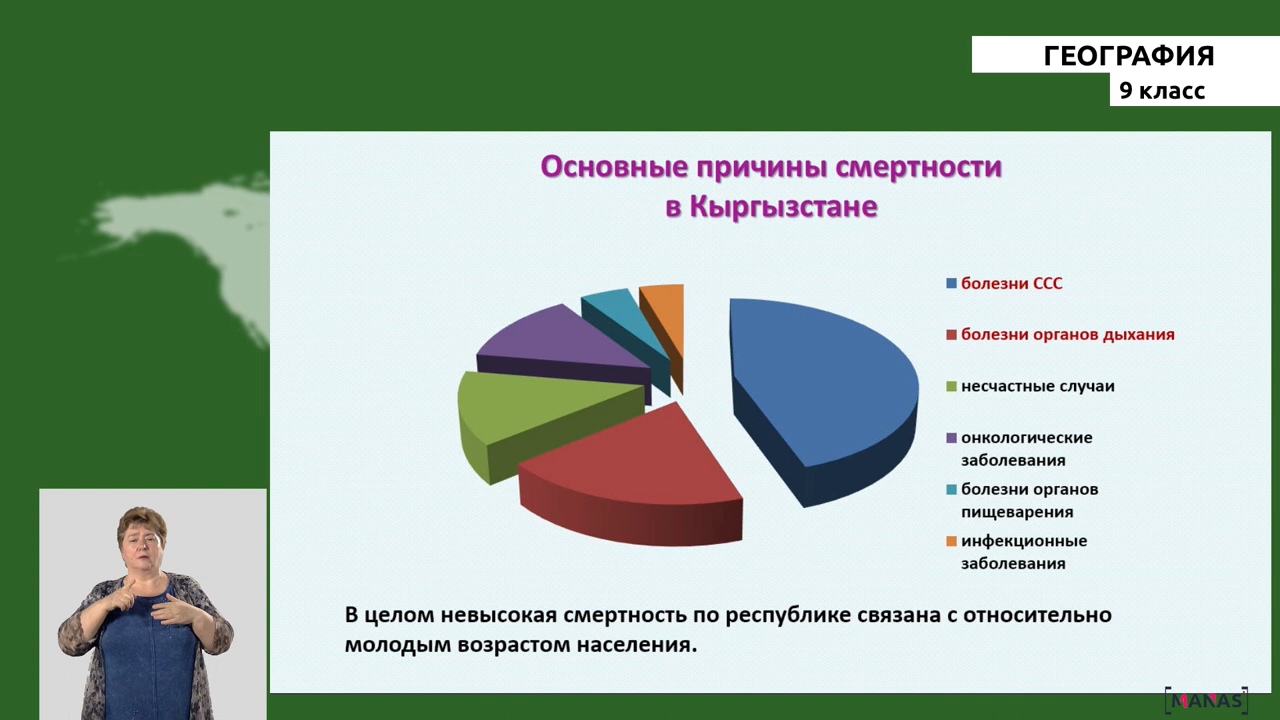 ГЕОГРАФИЯ
9 класс
Основные причины смертности
в Кыргызстане
болезни ССС
болезни органов дыхания
несчастные случаи
онкологические
заболевания
болезни органов
пищеварения
инфекционные
заболевания
В целом невысокая смертность по республике связана с относительно
молодым возрастом населения.
[MANAS]